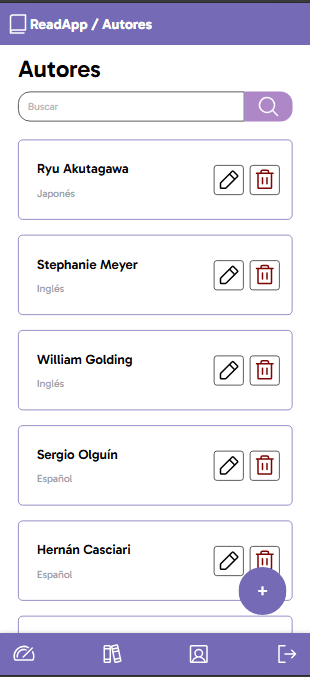 ReadApp / Autores
Autores
Buscar
Ryu Akutagawa
Japonés
Stephanie Meyer
Inglés
William Golding
Inglés
Sergio Olguín
Español
Hernán Casciari
Español
+